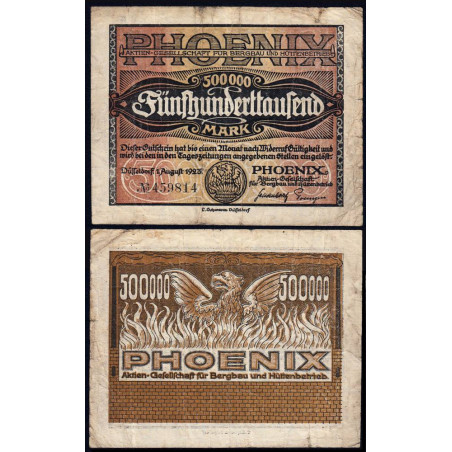 PHOENIX
AKTIEN-GESELLSCHAFT FÜR BERGBAU UND HÜTTENBETRIEB
500000
Fünfhunderttausend
MARK
Dieser Gutschein hat bis einen Monat nach Widerruf Gültigkeit und
wird bei den in den Tageszeitungen angegebenen Stellen eingelöst:
Düsseldorf, 1. August 1923. PHOENIX
Aktien-Gesellschaft
№ 459814 für Bergbau und Hüttenbetrieb
Düsseldorf
500000 500000
PHOENIX
Aktien-Gesellschaft für Bergbau und Hüttenbetrieb.